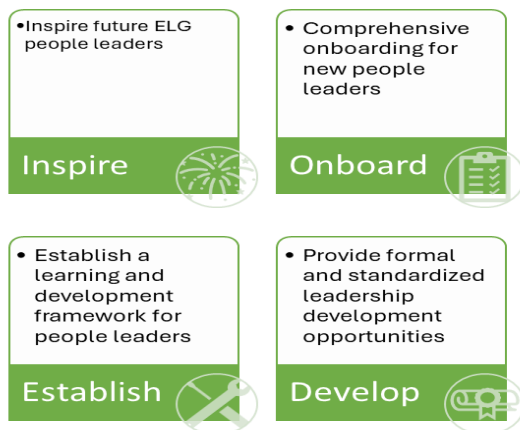 •Inspire future ELG
people leaders
Inspire
• Comprehensive
onboarding for
new people
leaders
Onboard
• Establish a
learning and
development
framework for
people leaders
Establish
• Provide formal
and standardized
leadership
development
opportunities
Develop